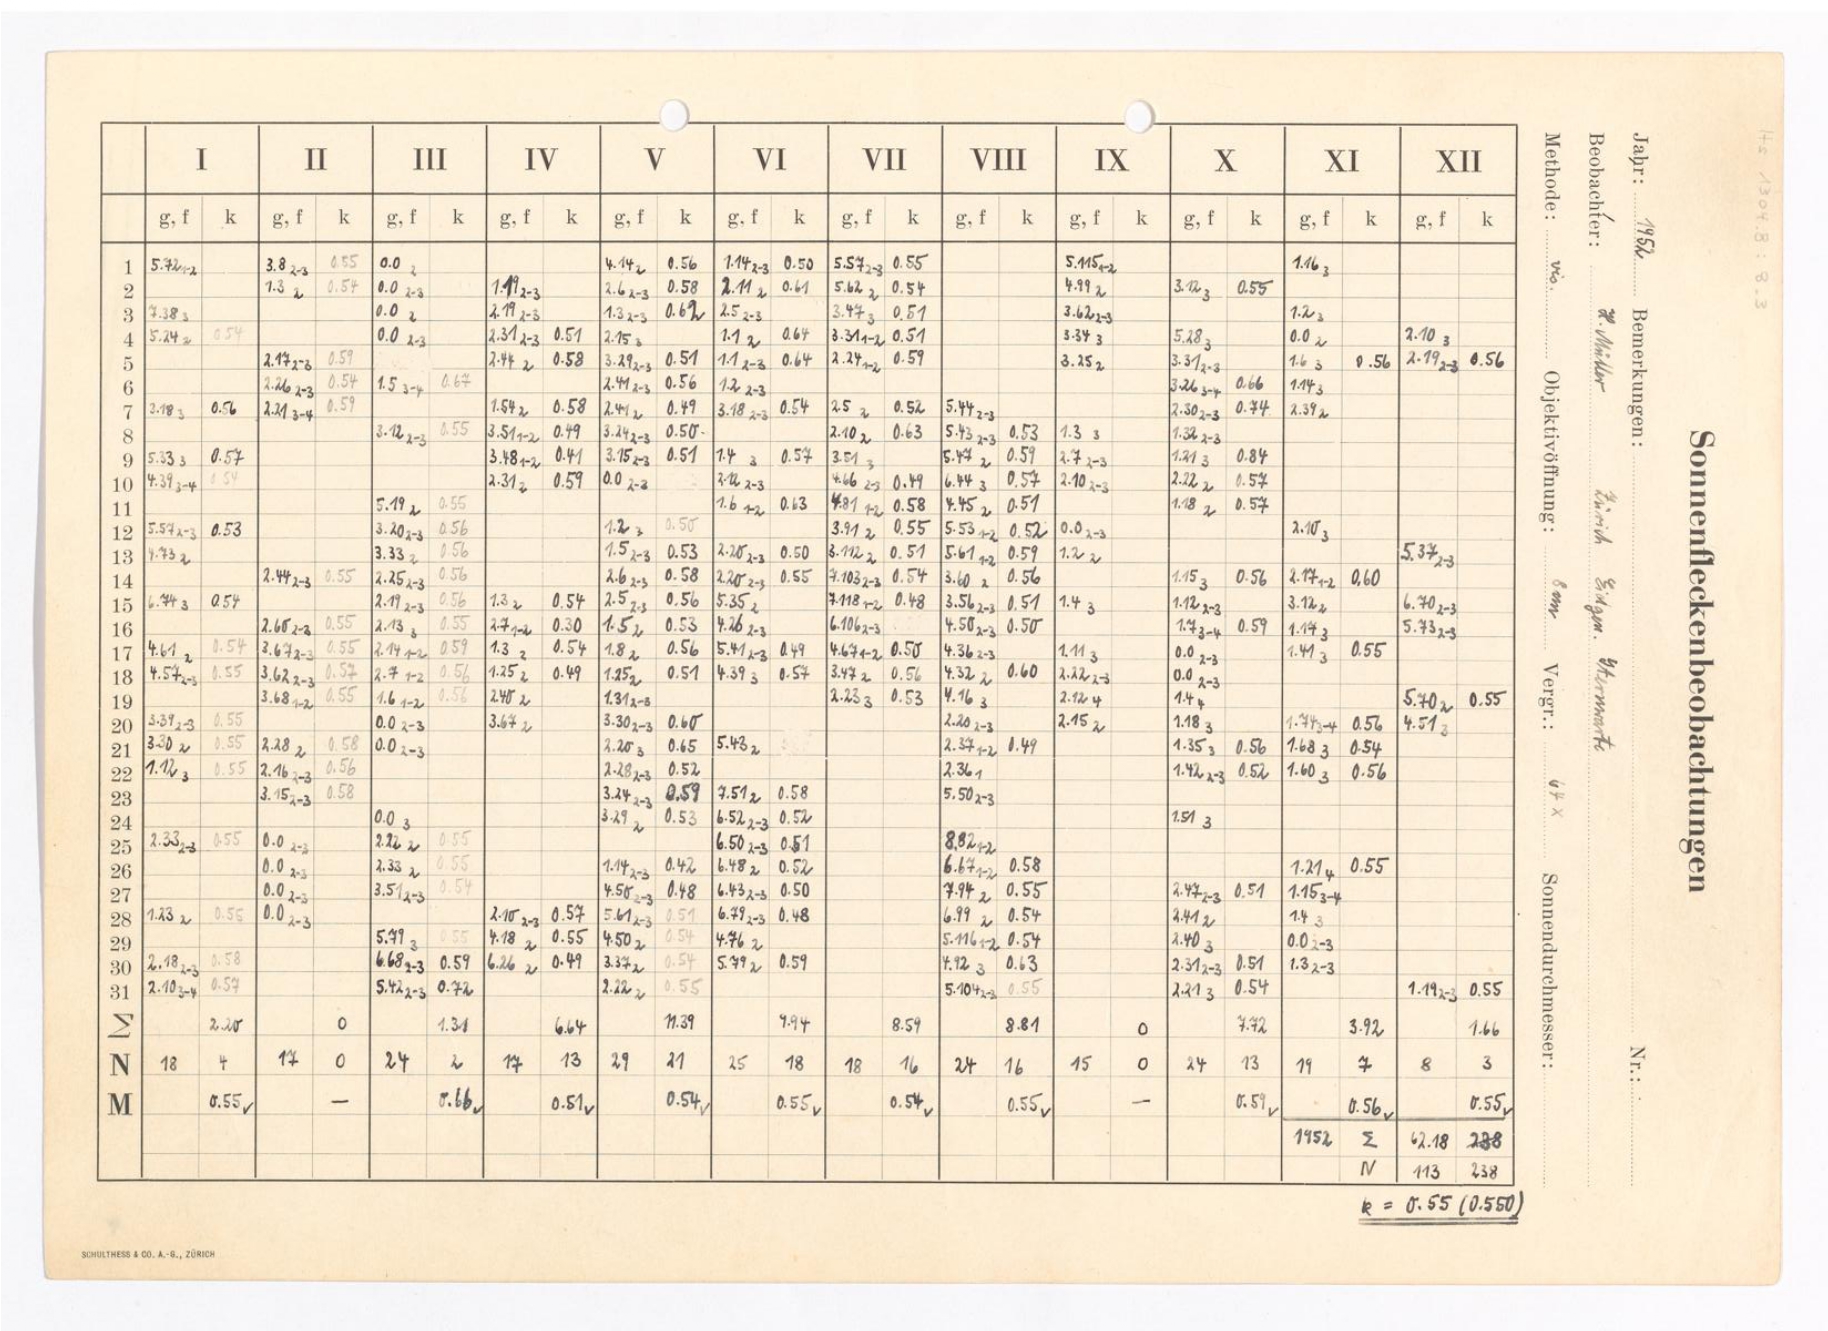 I II III IV V VI VII VIII IX X XI XII
g, f k g, f k g, f k g, f k g, f k g, f k g, f k g, f k g, f k g, f k g, f k g, f k
1 5.72 1-2 3.8 2-3 0.55 0.0 2 4.14 2 0.56 1.14 2-3 0.50 5.57 2-3 0.55 5.115 1-2 1.16 3
2 1.3 2 0.54 0.0 2-3 1.19 2-3 2.6 2-3 0.58 2.11 2 0.61 5.62 2 0.54 4.99 2 3.12 3 0.55
3 7.38 3 0.0 2 2.19 2-3 1.3 2-3 0.62 2.5 2-3 3.47 3 0.51 3.62 2-3 1.2 3
4 5.24 2 0.54 0.0 2-3 2.31 2-3 0.51 2.15 3 1.1 2 0.64 3.31 1-2 0.51 3.34 3 5.28 3 0.0 2 2.10 3
5 2.17 2-3 0.59 2.44 2 0.58 3.29 2-3 0.51 1.1 2-3 0.64 2.24 1-2 0.59 3.25 2 3.31 2-3 1.6 3 0.56 2.19 2-3 0.56
6 2.26 2-3 0.54 1.5 3-4 0.67 2.41 2-3 0.56 1.2 2-3 3.26 3-4 0.66 1.14 3
7 3.18 3 0.56 2.21 3-4 0.59 1.54 2 0.58 2.41 2 0.49 3.18 2-3 0.54 2.5 2 0.52 5.44 2-3 2.30 2-3 0.74 2.39 2
8 3.12 2-3 0.55 3.51 1-2 0.49 3.24 2-3 0.50 2.10 2 0.63 5.43 2-3 0.53 1.3 3 1.32 2-3
9 5.33 3 0.57 3.48 1-2 0.41 3.15 2-3 0.51 1.4 3 0.57 3.51 3 5.47 2 0.59 2.7 2-3 1.21 3 0.84
10 4.39 3-4 0.54 2.31 2 0.59 0.0 2-3 2.12 2-3 4.66 2-3 0.49 6.44 3 0.57 2.10 2-3 2.22 2 0.57
11 5.19 2 0.55 1.6 1-2 0.63 4.81 1-2 0.58 4.45 2 0.51 1.18 2 0.57
12 5.57 2-3 0.53 3.20 2-3 0.56 1.2 3 0.50 3.91 2 0.55 5.53 1-2 0.52 0.0 2-3 2.10 3
13 4.73 2 3.33 2 0.56 1.5 2-3 0.53 2.20 2-3 0.50 3.112 2 0.51 5.61 1-2 0.59 1.2 2 5.37 2-3
14 2.44 2-3 0.55 2.25 2-3 0.56 2.6 2-3 0.58 2.20 2-3 0.55 7.103 2-3 0.54 3.60 2 0.56 1.15 3 0.56 2.17 1-2 0.60
15 6.74 3 0.54 2.19 2-3 0.56 1.3 2 0.54 2.5 2-3 0.56 5.35 2 7.118 1-2 0.48 3.56 2-3 0.51 1.4 3 1.12 2-3 3.12 2 6.70 2-3
16 2.60 2-3 0.55 2.13 3 0.55 2.7 1-2 0.30 1.5 2 0.53 4.26 2-3 6.106 2-3 4.50 2-3 0.50 1.7 3-4 0.59 1.17 3 5.73 2-3
17 4.61 2 0.54 3.67 2-3 0.55 2.14 1-2 0.59 1.3 2 0.54 1.8 2 0.56 5.41 2-3 0.49 4.67 1-2 0.50 4.36 2-3 1.11 3 0.0 2-3 1.41 3 0.55
18 4.57 2-3 0.55 3.62 2-3 0.57 2.7 1-2 0.56 1.25 2 0.49 1.25 2 0.51 4.39 3 0.57 3.47 2 0.56 4.32 2 0.60 2.22 2-3 0.0 2-3
19 3.68 1-2 0.55 1.6 1-2 0.56 2.40 2 1.31 2-3 2.23 3 0.53 4.16 3 2.12 4 1.4 4 5.70 2 0.55
20 3.39 2-3 0.55 0.0 2-3 3.67 2 3.30 2-3 0.60 2.20 2-3 2.15 2 1.18 3 1.74 3-4 0.56 4.51 3
21 3.30 2 0.55 2.28 2 0.58 0.0 2-3 2.20 3 0.65 5.43 2 2.37 1-2 0.49 1.35 3 0.56 1.68 3 0.54
22 1.12 3 0.55 2.16 2-3 0.56 2.28 2-3 0.52 2.36 1 1.42 2-3 0.52 1.60 3 0.56
23 3.15 2-3 0.58 3.24 2-3 0.59 7.51 2 0.58 5.50 2-3
24 0.0 3 3.29 2 0.53 6.52 2-3 0.52 1.51 3
25 2.33 2-3 0.55 0.0 2-3 2.22 2 0.55 6.50 2-3 0.51 8.82 1-2
26 0.0 2-3 2.33 2 0.55 1.14 2-3 0.42 6.48 2 0.52 6.67 1-2 0.58 1.21 4 0.55
27 0.0 2-3 3.51 2-3 0.54 4.50 2-3 0.48 6.43 2-3 0.50 7.94 2 0.55 2.47 2-3 0.51 1.15 3-4
28 1.23 2 0.56 0.0 2-3 2.10 2-3 0.57 5.61 2-3 0.51 6.79 2-3 0.48 6.99 2 0.54 2.41 2 1.4 3
29 5.79 3 0.55 4.18 2 0.55 4.50 2 0.54 4.76 2 5.116 1-2 0.54 2.40 3 0.0 2-3
30 2.18 2-3 0.58 6.68 2-3 0.59 6.26 2 0.49 3.37 2 0.54 5.79 2 0.59 4.92 3 0.63 2.31 2-3 0.51 1.3 2-3
31 2.10 3-4 0.57 5.42 2-3 0.72 2.22 2 0.55 5.104 2-3 0.55 2.21 3 0.54 1.19 2-3 0.55
Σ 2.20 0 1.31 6.64 11.39 9.94 8.59 8.81 0 7.72 3.92 1.66
N 18 4 17 0 24 2 17 13 29 21 25 18 18 16 24 16 15 0 24 13 19 7 8 3
M 0.55 — 0.66 0.51 0.54 0.55 0.54 0.55 — 0.59 0.56 0.55
1952 Σ 62.18 238
N 113 238
k = 0.55 (0.550)
SCHULTHESS & CO. A.-G., ZÜRICH
Sonnenfleckenbeobachtungen
Jahr: 1952 Bemerkungen: Nr.:
Beobachter: H. Müller Zürich Eidgen. Sternwarte
Methode: vis. Objektivöffnung: 8 cm Vergr.: 64 x Sonnendurchmesser:
Hs 1304:8 : 8.3